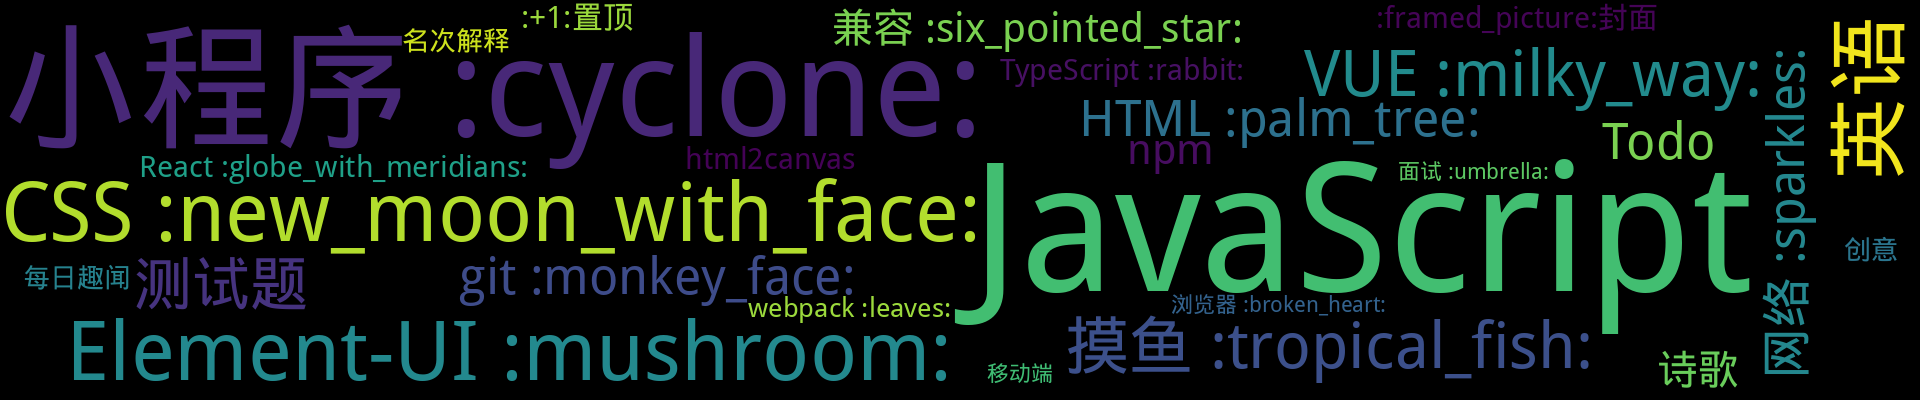 :+1:置顶
兼容 :six_pointed_star:
:framed_picture:封面
名次解释
小程序 :cyclone:
TypeScript :rabbit:
VUE :milky_way:
英语
HTML :palm_tree:
npm
Todo
React :globe_with_meridians:
html2canvas
面试 :umbrella:
CSS :new_moon_with_face:
JavaScript
网络 :sparkles:
创意
每日趣闻
测试题
git :monkey_face:
webpack :leaves:
浏览器 :broken_heart:
Element-UI :mushroom:
摸鱼 :tropical_fish:
移动端
诗歌